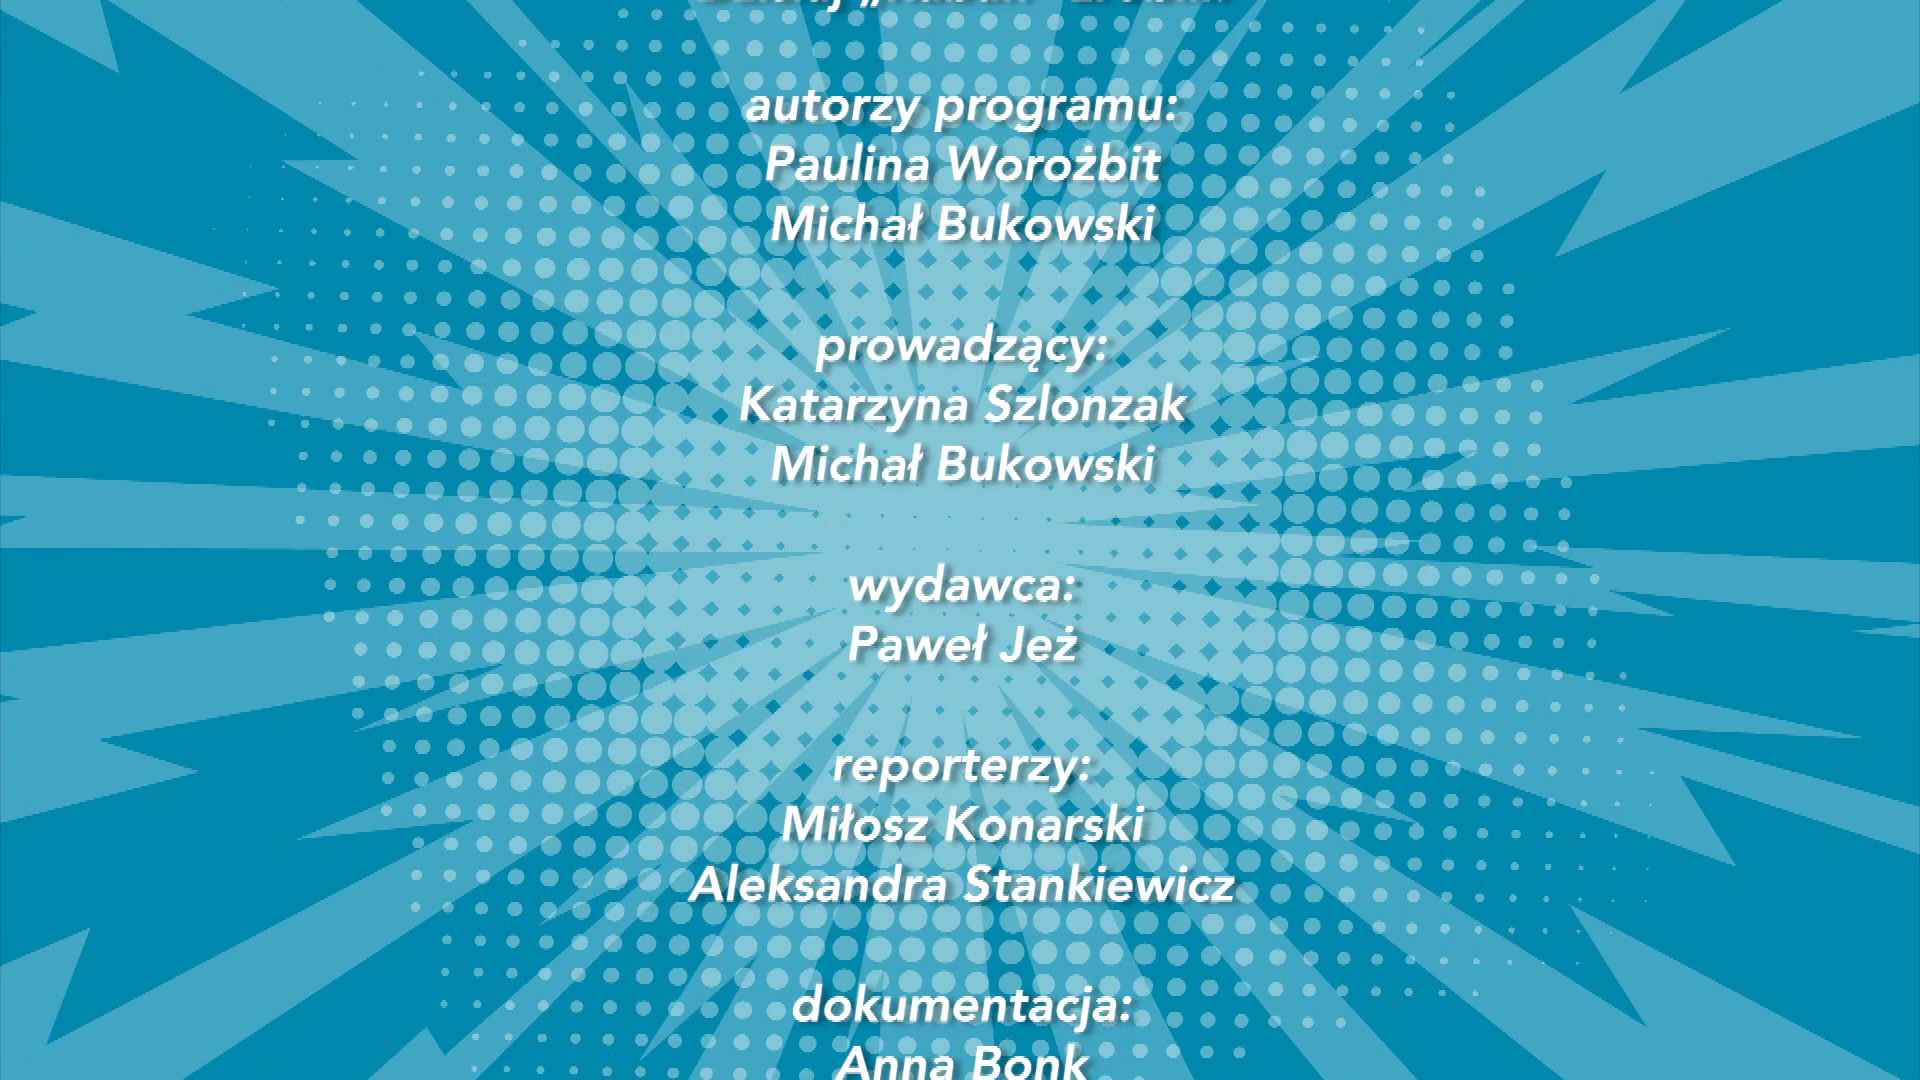 autorzy programu:
Paulina Worożbit
Michał Bukowski
prowadzący:
Katarzyna Szlonzak
Michał Bukowski
wydawca:
Paweł Jeż
reporterzy:
Miłosz Konarski
Aleksandra Stankiewicz
dokumentacja:
Anna Bonk